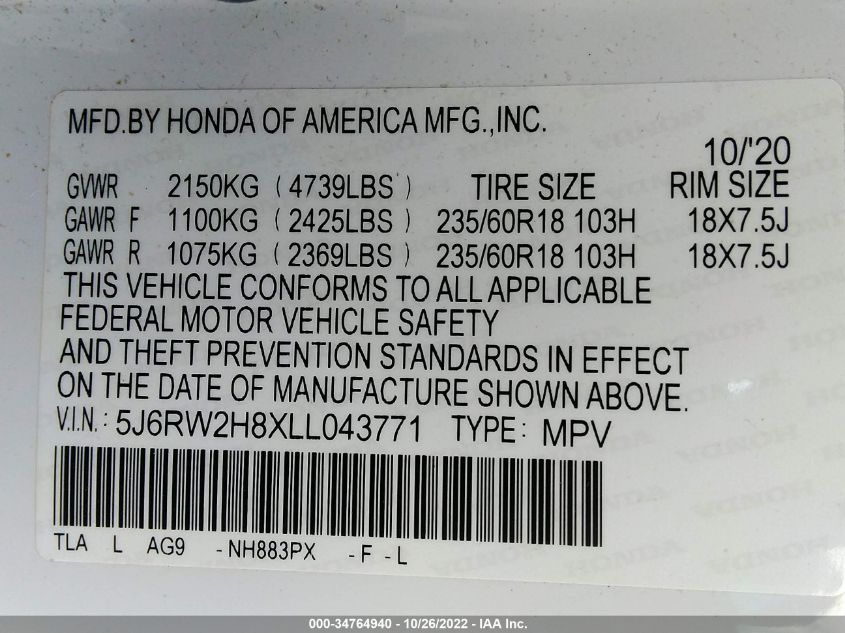 MFD.BY HONDA OF AMERICA MFG.,INC.
10/'20
GVWR 2150KG ( 4739LBS ) TIRE SIZE RIM SIZE
GAWR F 1100KG ( 2425LBS ) 235/60R18 103H 18X7.5J
GAWR R 1075KG ( 2369LBS ) 235/60R18 103H 18X7.5J
THIS VEHICLE CONFORMS TO ALL APPLICABLE
FEDERAL MOTOR VEHICLE SAFETY
AND THEFT PREVENTION STANDARDS IN EFFECT
ON THE DATE OF MANUFACTURE SHOWN ABOVE.
V.I.N.: 5J6RW2H8XLL043771 TYPE: MPV
TLA L AG9 -NH883PX -F -L
000-34764940 - 10/26/2022 - IAA Inc.